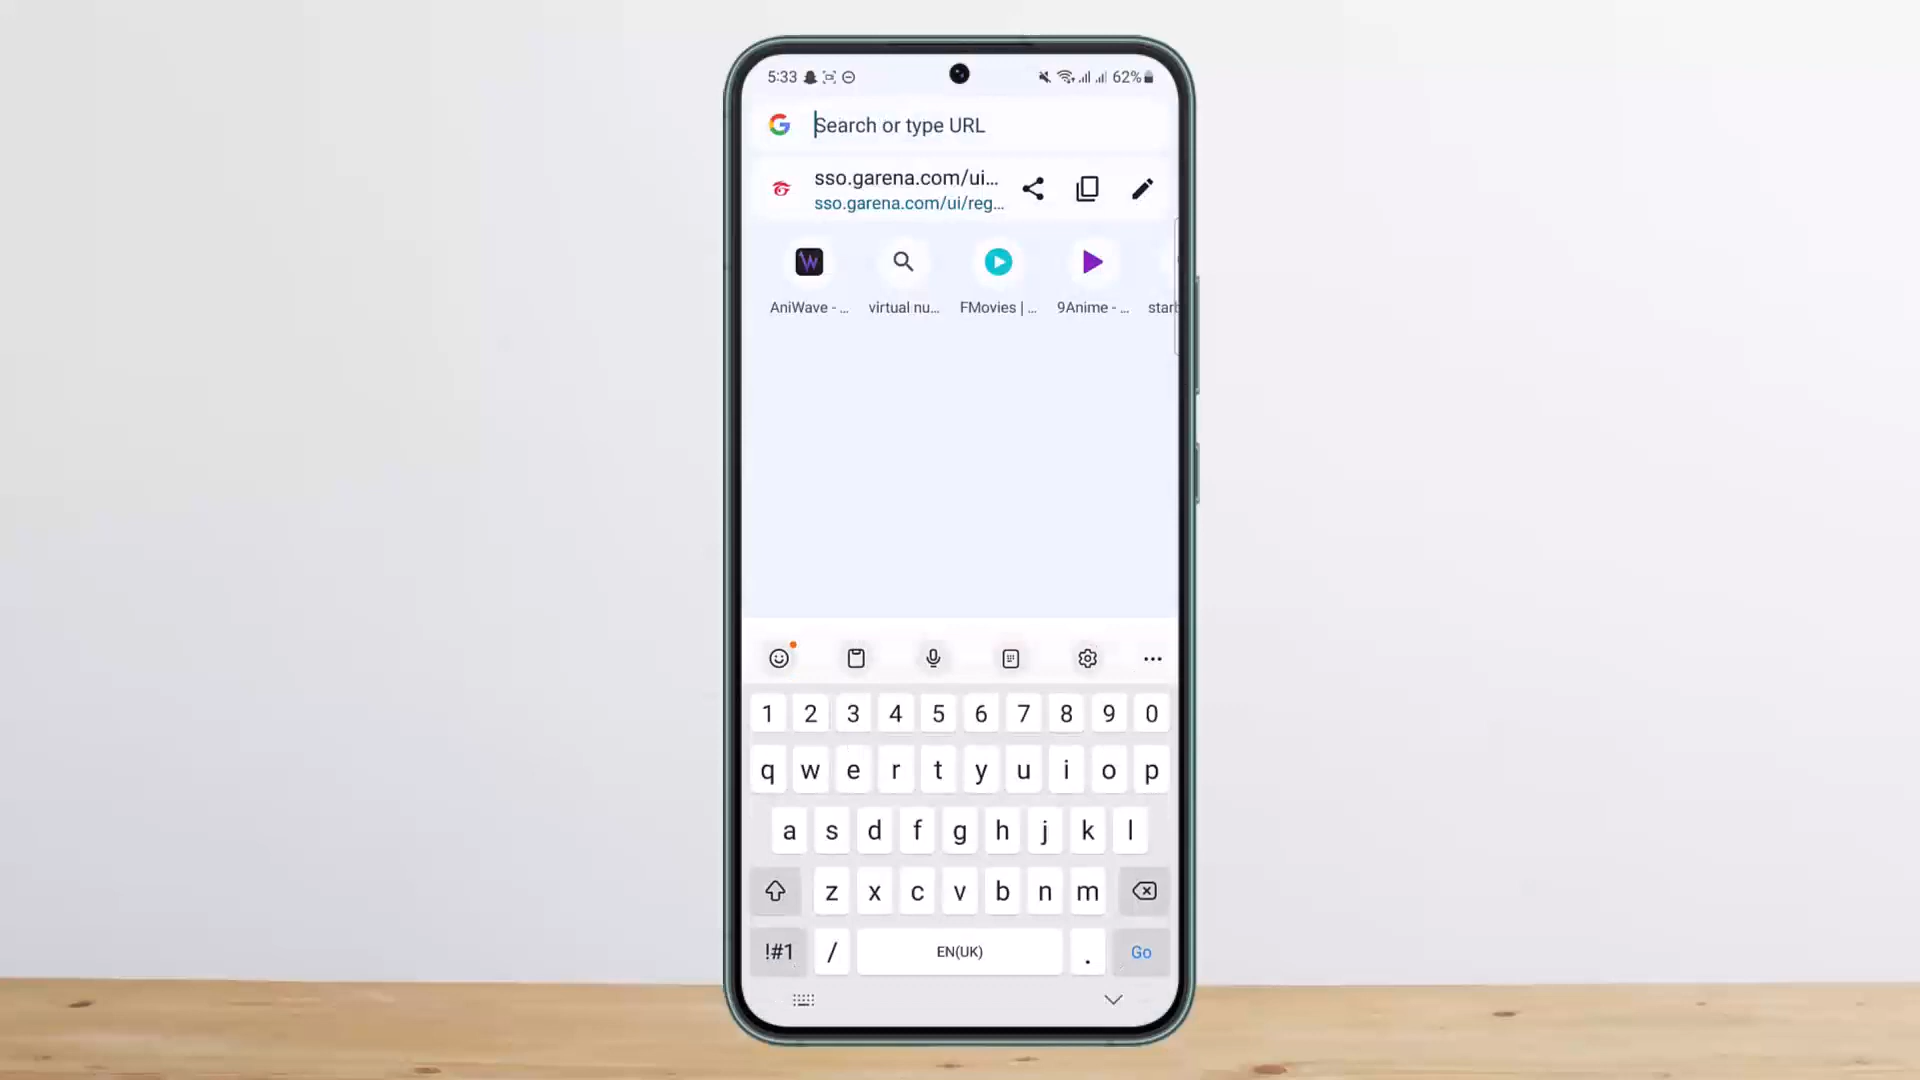 5:33
62%
Search or type URL
sso.garena.com/ui...
sso.garena.com/ui/reg...
AniWave - ...
virtual nu...
FMovies | ...
9Anime - ...
1 2 3 4 5 6 7 8 9 0
q w e r t y u i o p
a s d f g h j k l
z x c v b n m
!#1 / EN(UK) . Go